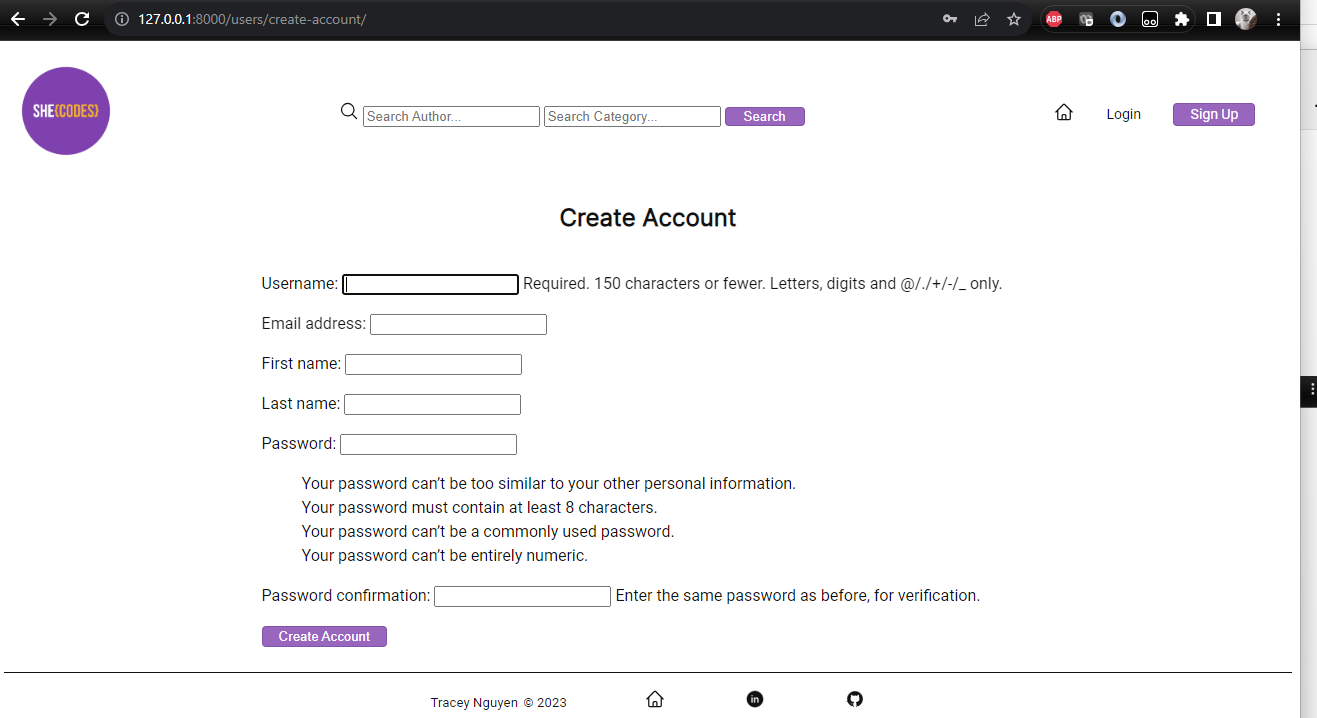 127.0.0.1:8000/users/create-account/
ABP
SHE{CODES}
Search Author... Search Category... Search
Login Sign Up
Create Account
Username: Required. 150 characters or fewer. Letters, digits and @/./+/-/_ only.
Email address:
First name:
Last name:
Password:
Your password can’t be too similar to your other personal information.
Your password must contain at least 8 characters.
Your password can’t be a commonly used password.
Your password can’t be entirely numeric.
Password confirmation: Enter the same password as before, for verification.
Create Account
Tracey Nguyen © 2023 in